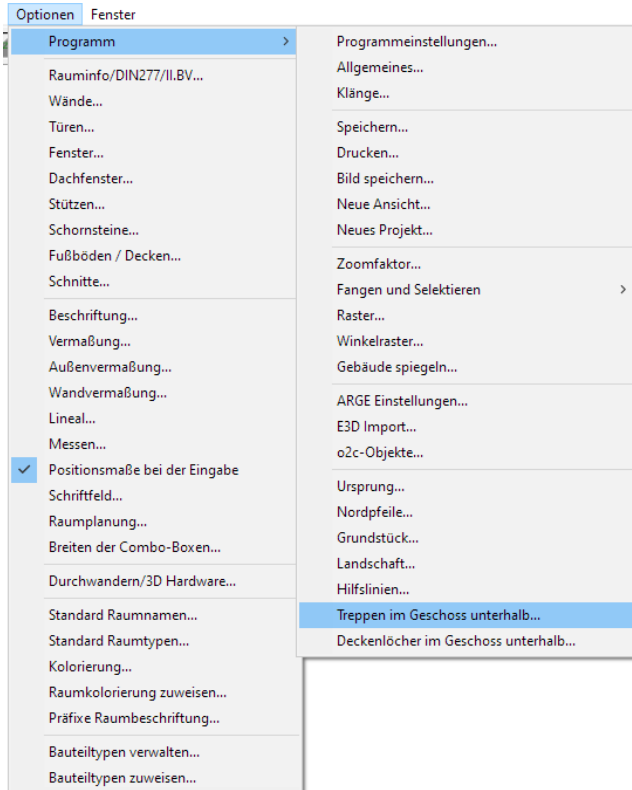 Optionen Fenster
Programm
Rauminfo/DIN277/II.BV...
Wände...
Türen...
Fenster...
Dachfenster...
Stützen...
Schornsteine...
Fußböden / Decken...
Schnitte...
Beschriftung...
Vermaßung...
Außenvermaßung...
Wandvermaßung...
Lineal...
Messen...
Positionsmaße bei der Eingabe
Schriftfeld...
Raumplanung...
Breiten der Combo-Boxen...
Durchwandern/3D Hardware...
Standard Raumnamen...
Standard Raumtypen...
Kolorierung...
Raumkolorierung zuweisen...
Präfixe Raumbeschriftung...
Bauteiltypen verwalten...
Bauteiltypen zuweisen...
Programmeinstellungen...
Allgemeines...
Klänge...
Speichern...
Drucken...
Bild speichern...
Neue Ansicht...
Neues Projekt...
Zoomfaktor...
Fangen und Selektieren
Raster...
Winkelraster...
Gebäude spiegeln...
ARGE Einstellungen...
E3D Import...
o2c-Objekte...
Ursprung...
Nordpfeile...
Grundstück...
Landschaft...
Hilfslinien...
Treppen im Geschoss unterhalb...
Deckenlöcher im Geschoss unterhalb...